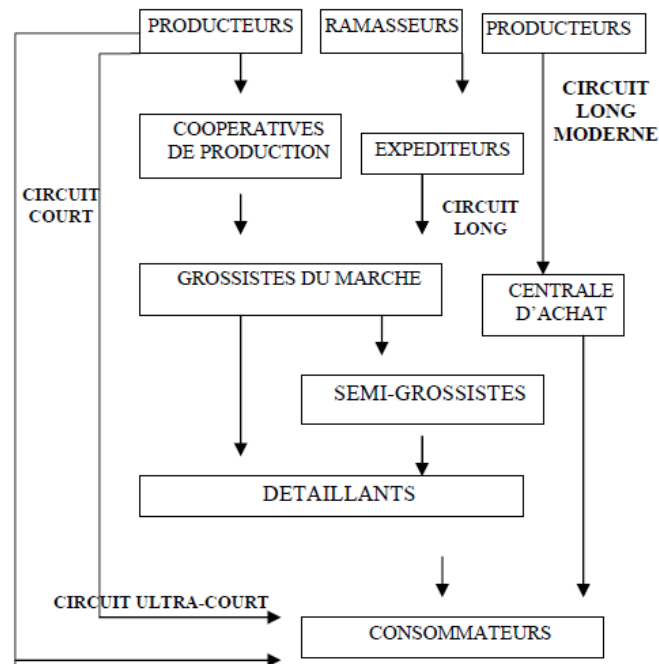 PRODUCTEURS
RAMASSEURS
PRODUCTEURS
CIRCUIT
LONG
MODERNE
COOPERATIVES
DE PRODUCTION
EXPEDITEURS
CIRCUIT
COURT
CIRCUIT
LONG
GROSSISTES DU MARCHE
CENTRALE
D’ACHAT
SEMI-GROSSISTES
DETAILLANTS
CIRCUIT ULTRA-COURT
CONSOMMATEURS